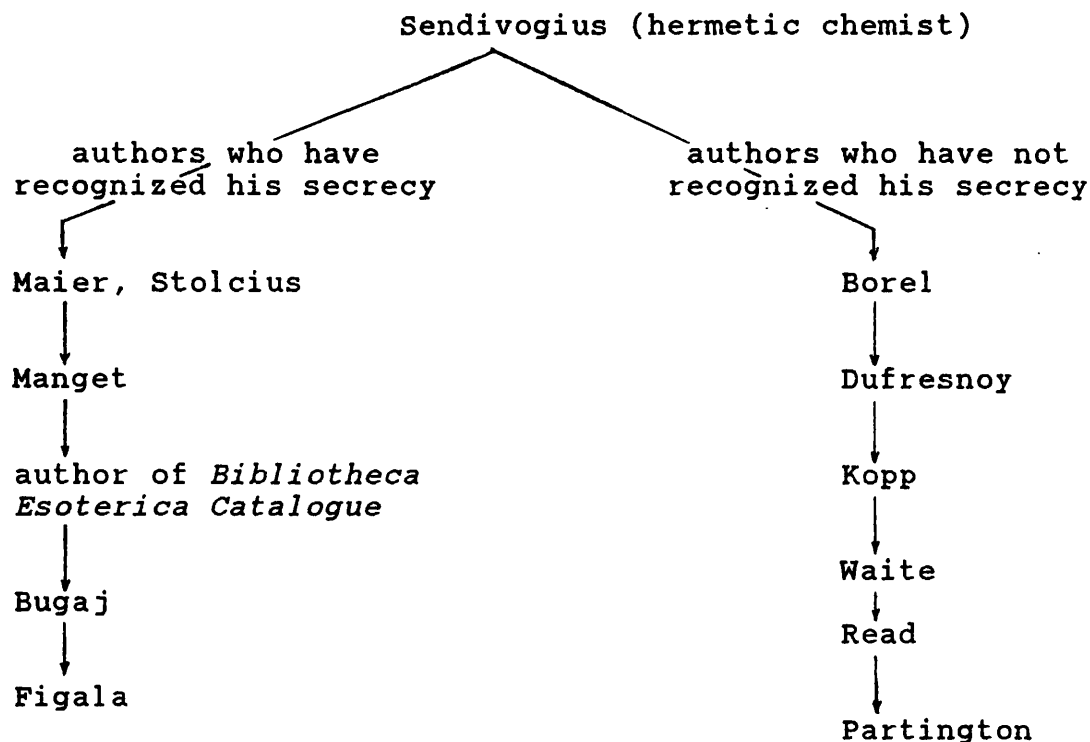 Sendivogius (hermetic chemist)
authors who have
recognized his secrecy
authors who have not
recognized his secrecy
Maier, Stolcius
Manget
author of Bibliotheca
Esoterica Catalogue
Bugaj
Figala
Borel
Dufresnoy
Kopp
Waite
Read
Partington